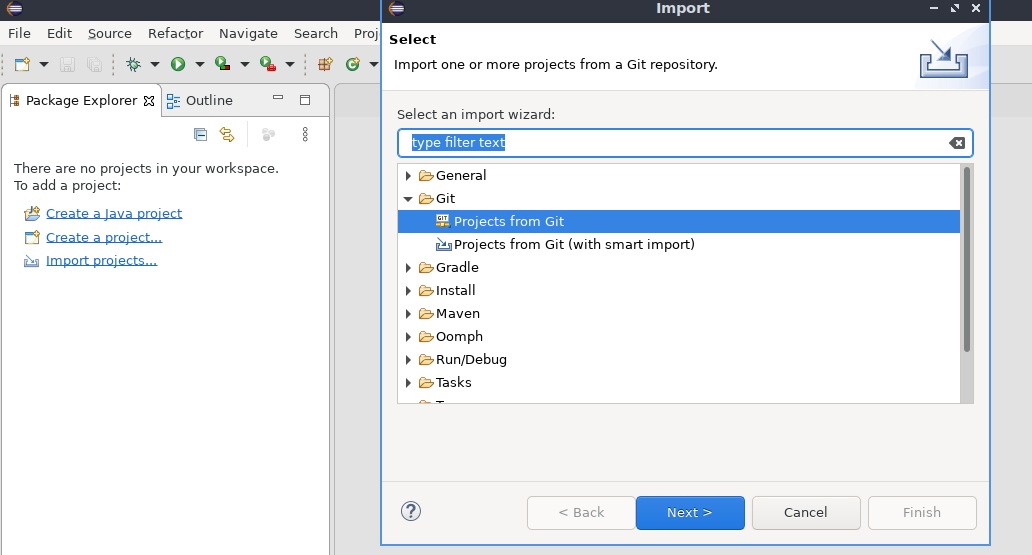 Import
File Edit Source Refactor Navigate Search Proj
Select
Import one or more projects from a Git repository.
Package Explorer Outline
Select an import wizard:
type filter text
There are no projects in your workspace.
To add a project:
Create a Java project
Create a project...
Import projects...
General
Git
GIT Projects from Git
Projects from Git (with smart import)
Gradle
Install
Maven
Oomph
Run/Debug
Tasks
? < Back Next > Cancel Finish